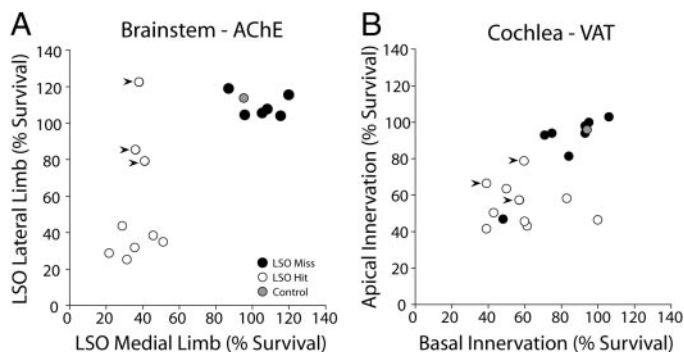 A
Brainstem - AChE
LSO Lateral Limb (% Survival)
140
120
100
80
60
40
20
0
0 20 40 60 80 100 120 140
LSO Medial Limb (% Survival)
LSO Miss
LSO Hit
Control
B
Cochlea - VAT
Apical Innervation (% Survival)
140
120
100
80
60
40
20
0
0 20 40 60 80 100 120 140
Basal Innervation (% Survival)